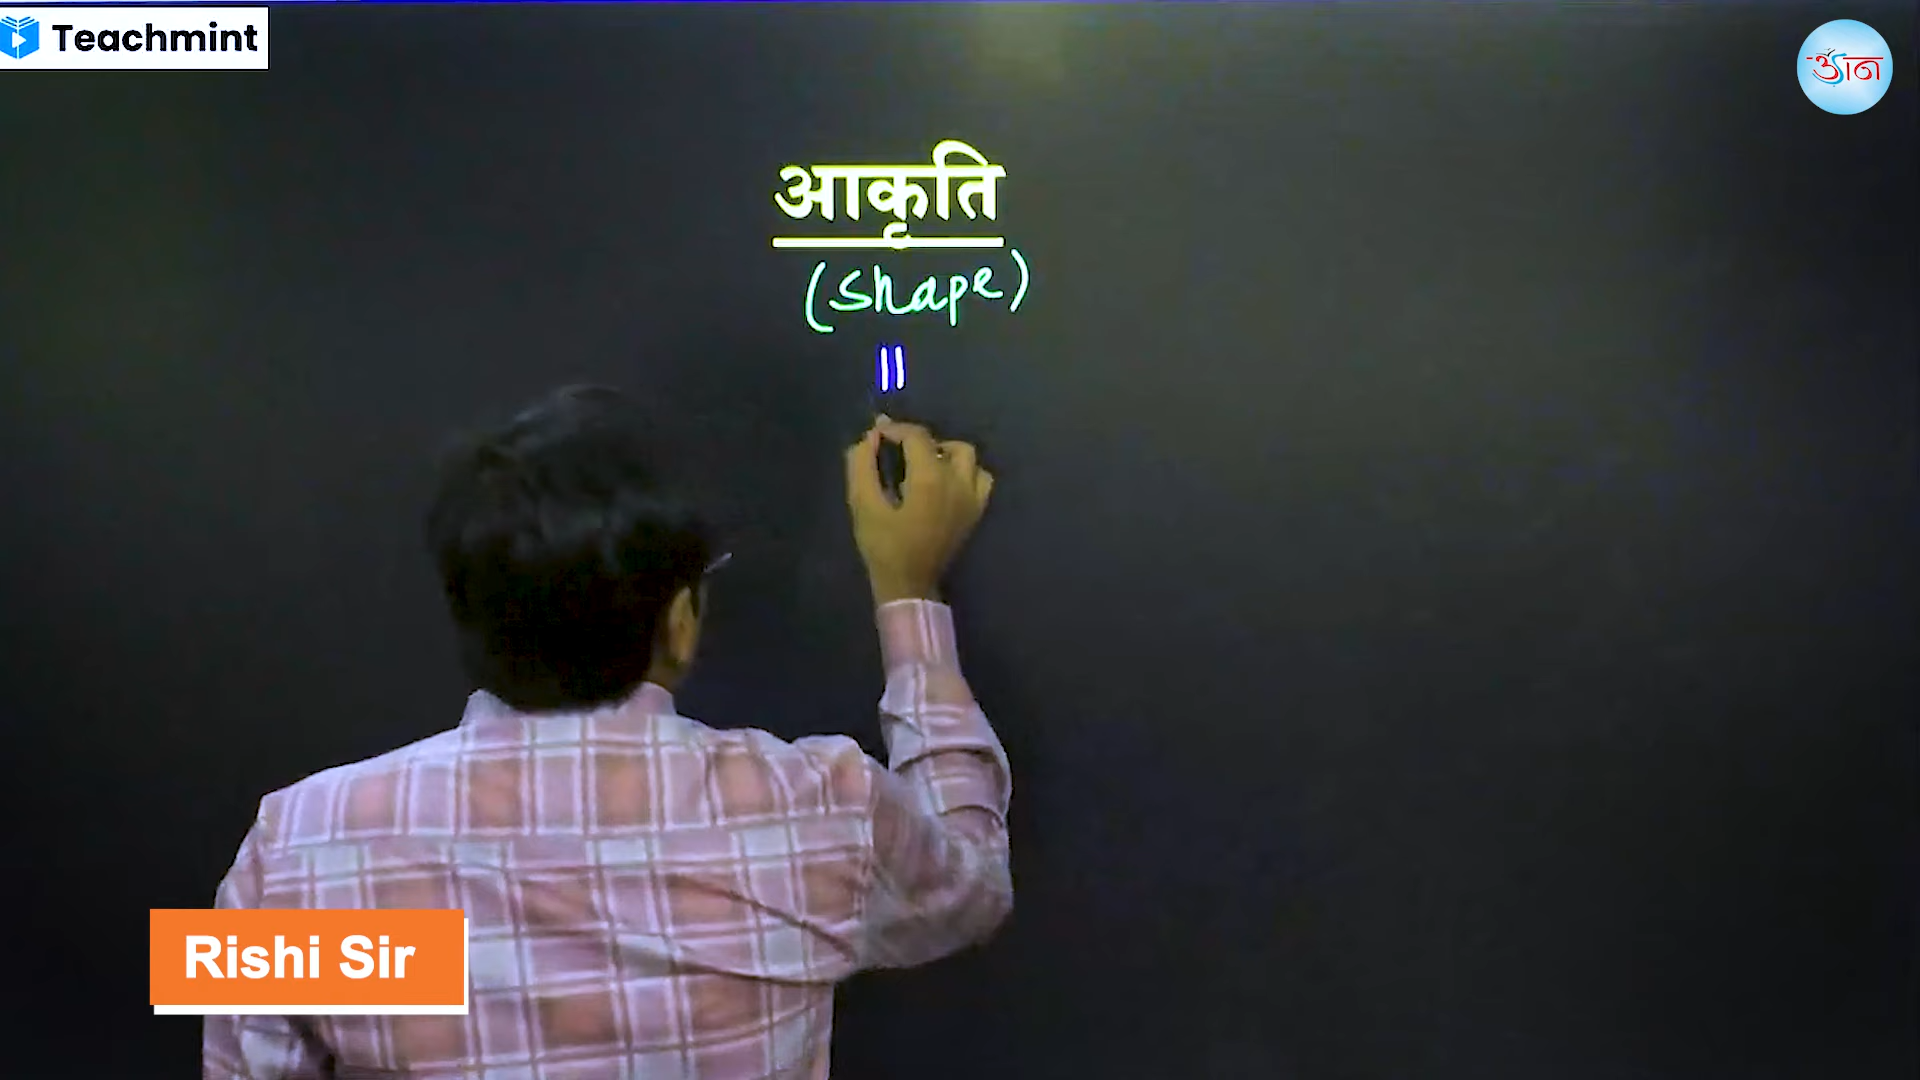 Teachmint
आकृति
(shape)
Rishi Sir